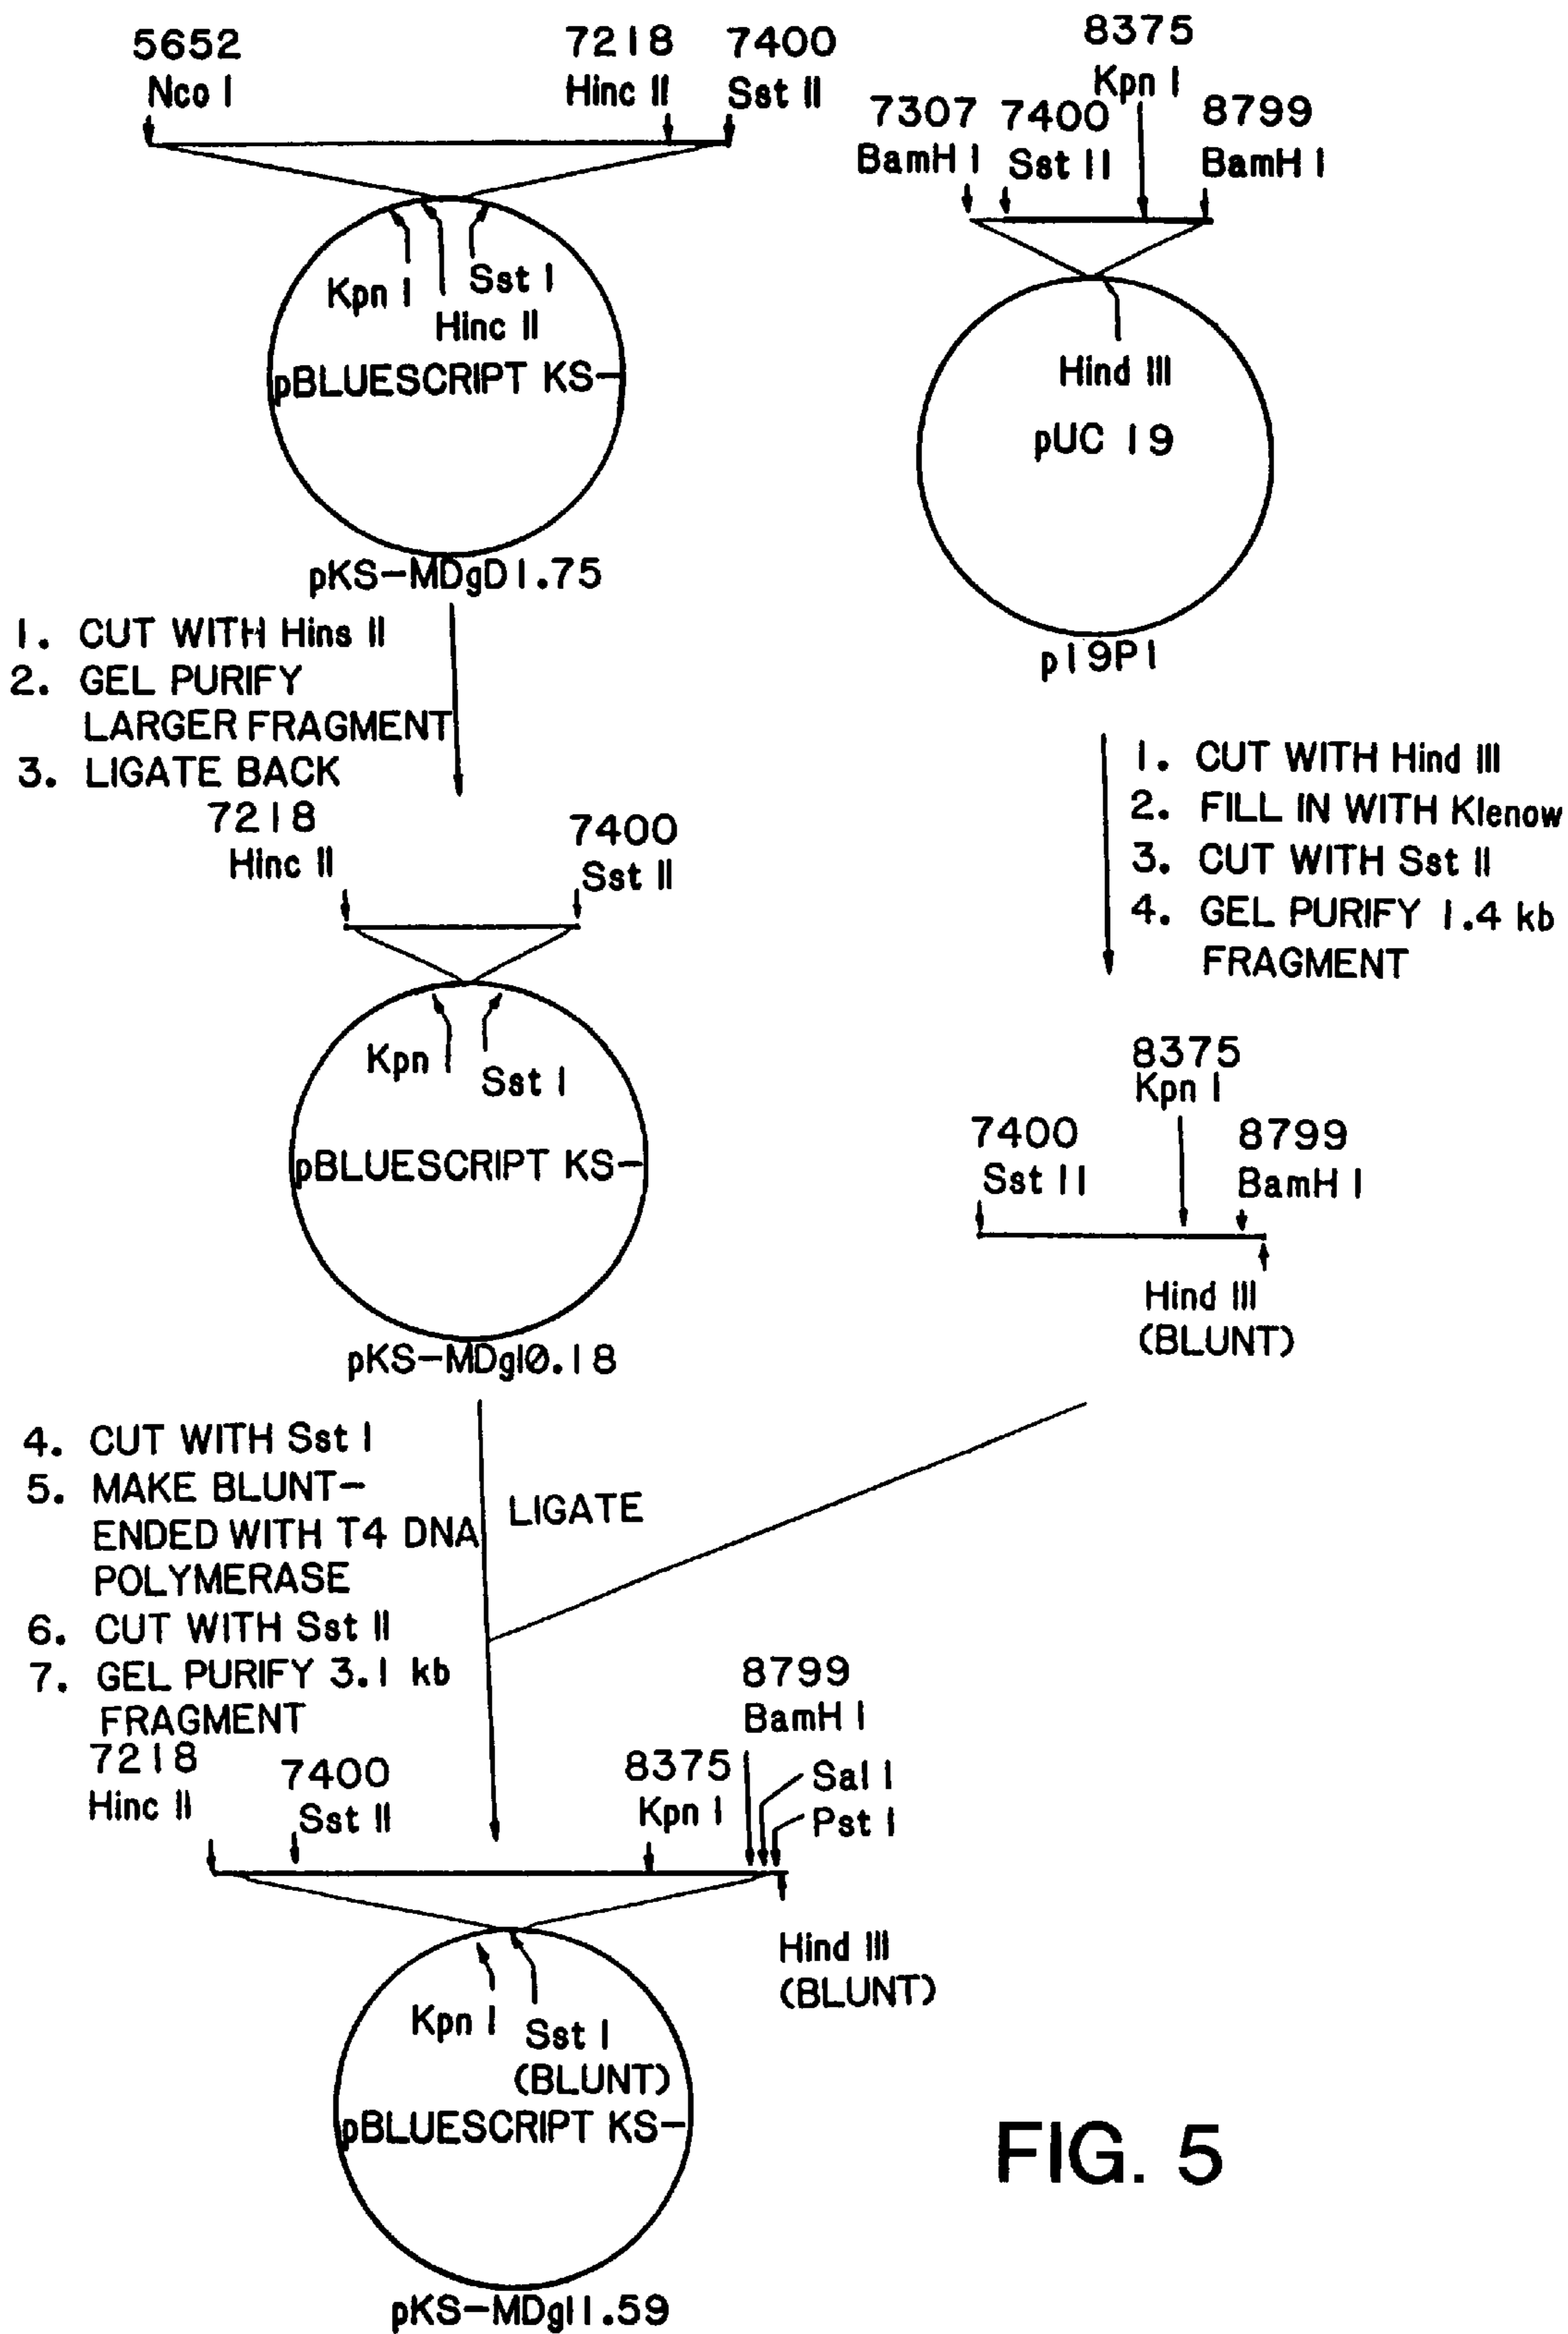 5652
Nco I
7218
Hinc II
7400
Sst II
Kpn I
Sst I
Hinc II
pBLUESCRIPT KS-
pKS-MDgD1.75
8375
Kpn I
7307
BamH I
7400
Sst II
8799
BamH I
Hind III
pUC 19
p19P1
1. CUT WITH Hins II
2. GEL PURIFY
LARGER FRAGMENT
3. LIGATE BACK
1. CUT WITH Hind III
2. FILL IN WITH Klenow
3. CUT WITH Sst II
4. GEL PURIFY 1.4 kb
FRAGMENT
7218
Hinc II
7400
Sst II
Kpn I
Sst I
pBLUESCRIPT KS-
pKS-MDgI0.18
8375
Kpn I
7400
Sst II
8799
BamH I
Hind III
(BLUNT)
4. CUT WITH Sst I
5. MAKE BLUNT-
ENDED WITH T4 DNA
POLYMERASE
6. CUT WITH Sst II
7. GEL PURIFY 3.1 kb
FRAGMENT
LIGATE
7218
Hinc II
7400
Sst II
8375
Kpn I
8799
BamH I
Sal I
Pst I
Hind III
(BLUNT)
Kpn I
Sst I
(BLUNT)
pBLUESCRIPT KS-
pKS-MDgI1.59
FIG. 5